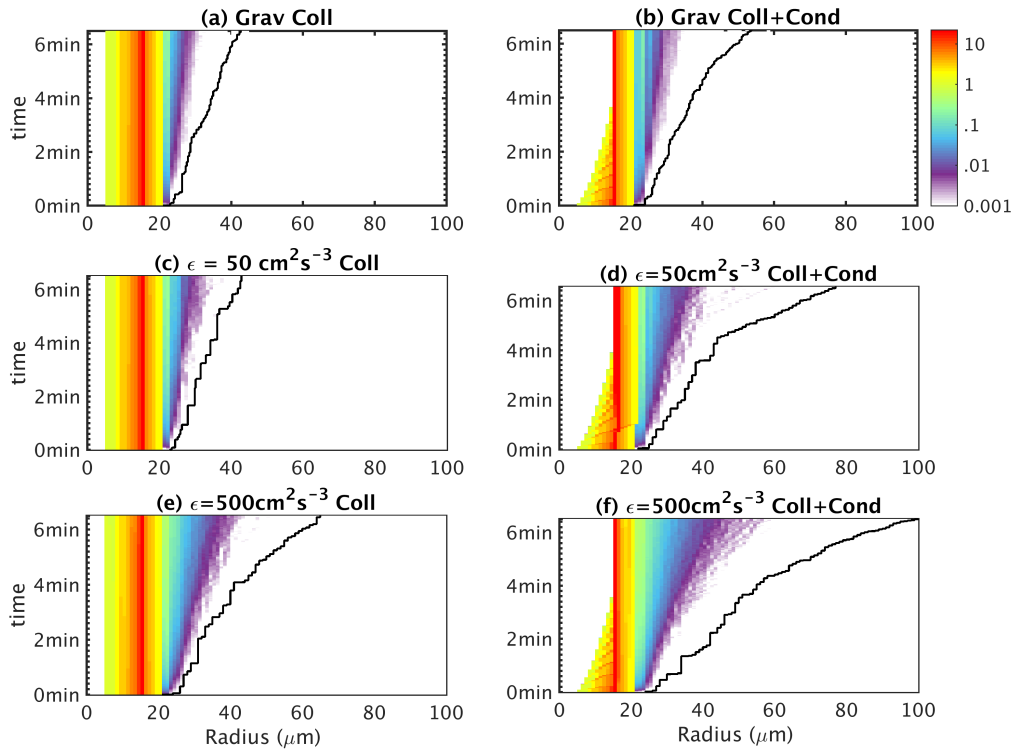 (a) Grav Coll
(b) Grav Coll+Cond
6min
4min
2min
0min
time
0 20 40 60 80 100
6min
4min
2min
0min
0 20 40 60 80 100
10
1
.1
.01
0.001
(c) ϵ = 50 cm²s⁻³ Coll
(d) ϵ=50cm²s⁻³ Coll+Cond
6min
4min
2min
0min
time
0 20 40 60 80 100
6min
4min
2min
0min
0 20 40 60 80 100
(e) ϵ=500cm²s⁻³ Coll
(f) ϵ=500cm²s⁻³ Coll+Cond
6min
4min
2min
0min
time
0 20 40 60 80 100
Radius (μm)
6min
4min
2min
0min
0 20 40 60 80 100
Radius (μm)